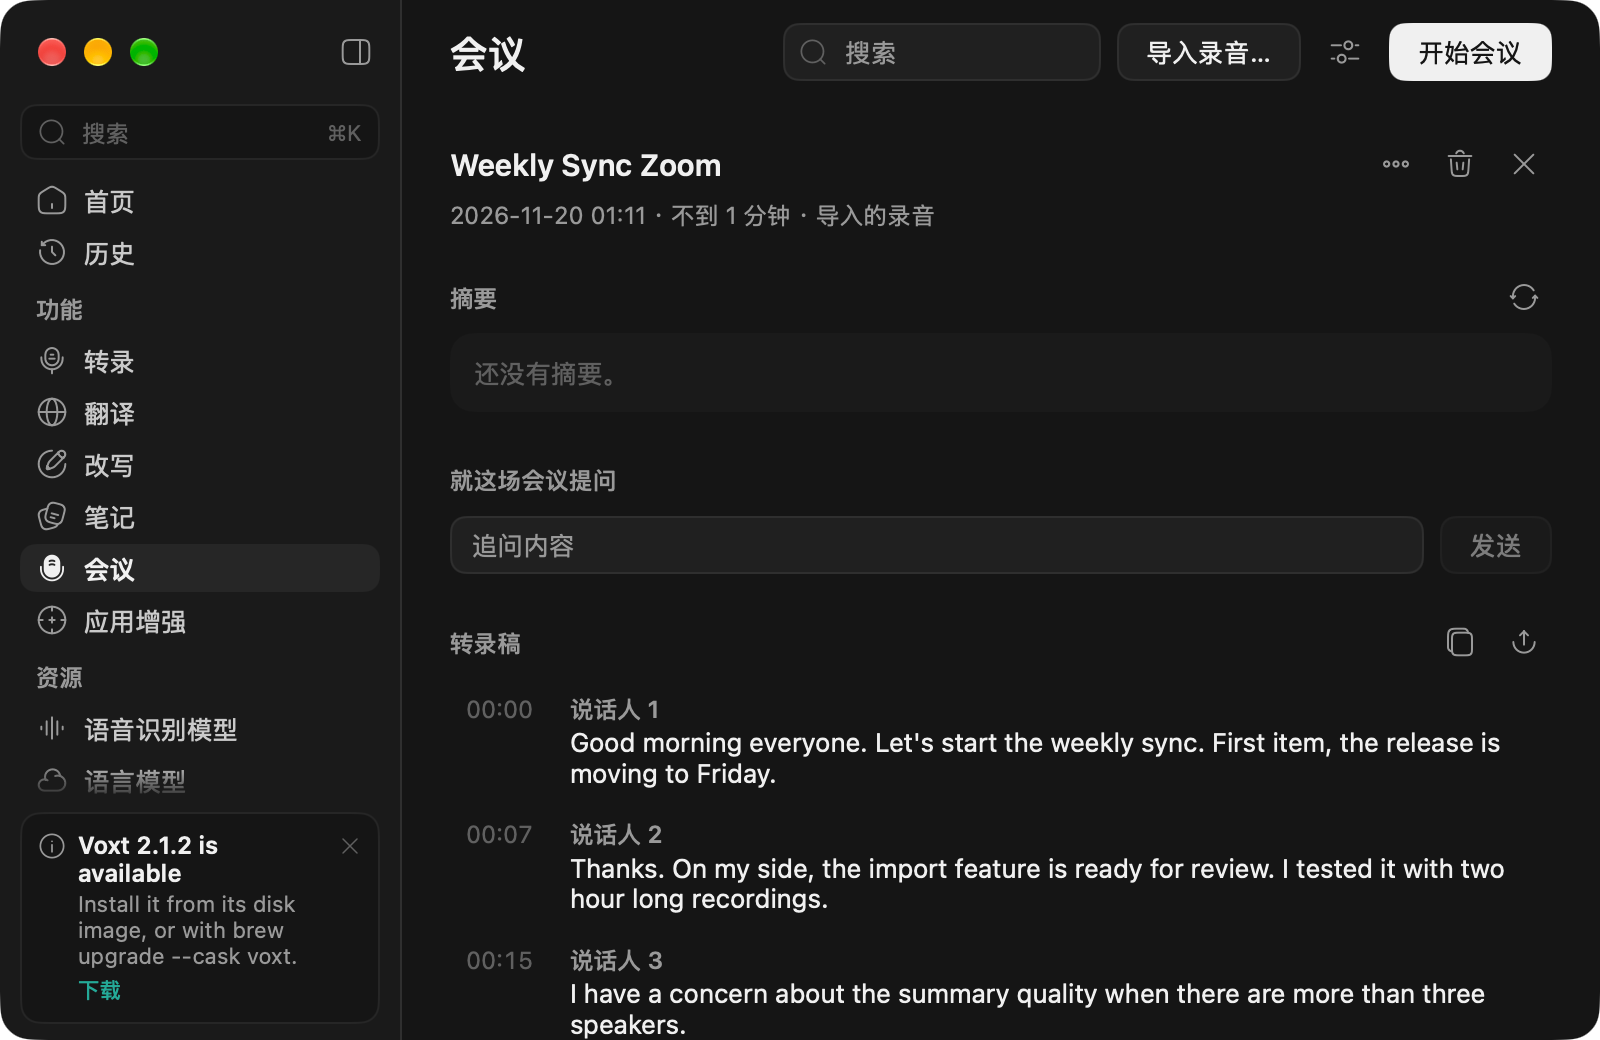 搜索
⌘K
首页
历史
功能
转录
翻译
改写
笔记
会议
应用增强
资源
语音识别模型
语言模型
Voxt 2.1.2 is
available
Install it from its disk
image, or with brew
upgrade --cask voxt.
下载
会议
搜索
导入录音...
开始会议
Weekly Sync Zoom
2026-11-20 01:11 · 不到 1 分钟 · 导入的录音
摘要
还没有摘要。
就这场会议提问
追问内容
发送
转录稿
00:00
说话人 1
Good morning everyone. Let's start the weekly sync. First item, the release is
moving to Friday.
00:07
说话人 2
Thanks. On my side, the import feature is ready for review. I tested it with two
hour long recordings.
00:15
说话人 3
I have a concern about the summary quality when there are more than three
speakers.